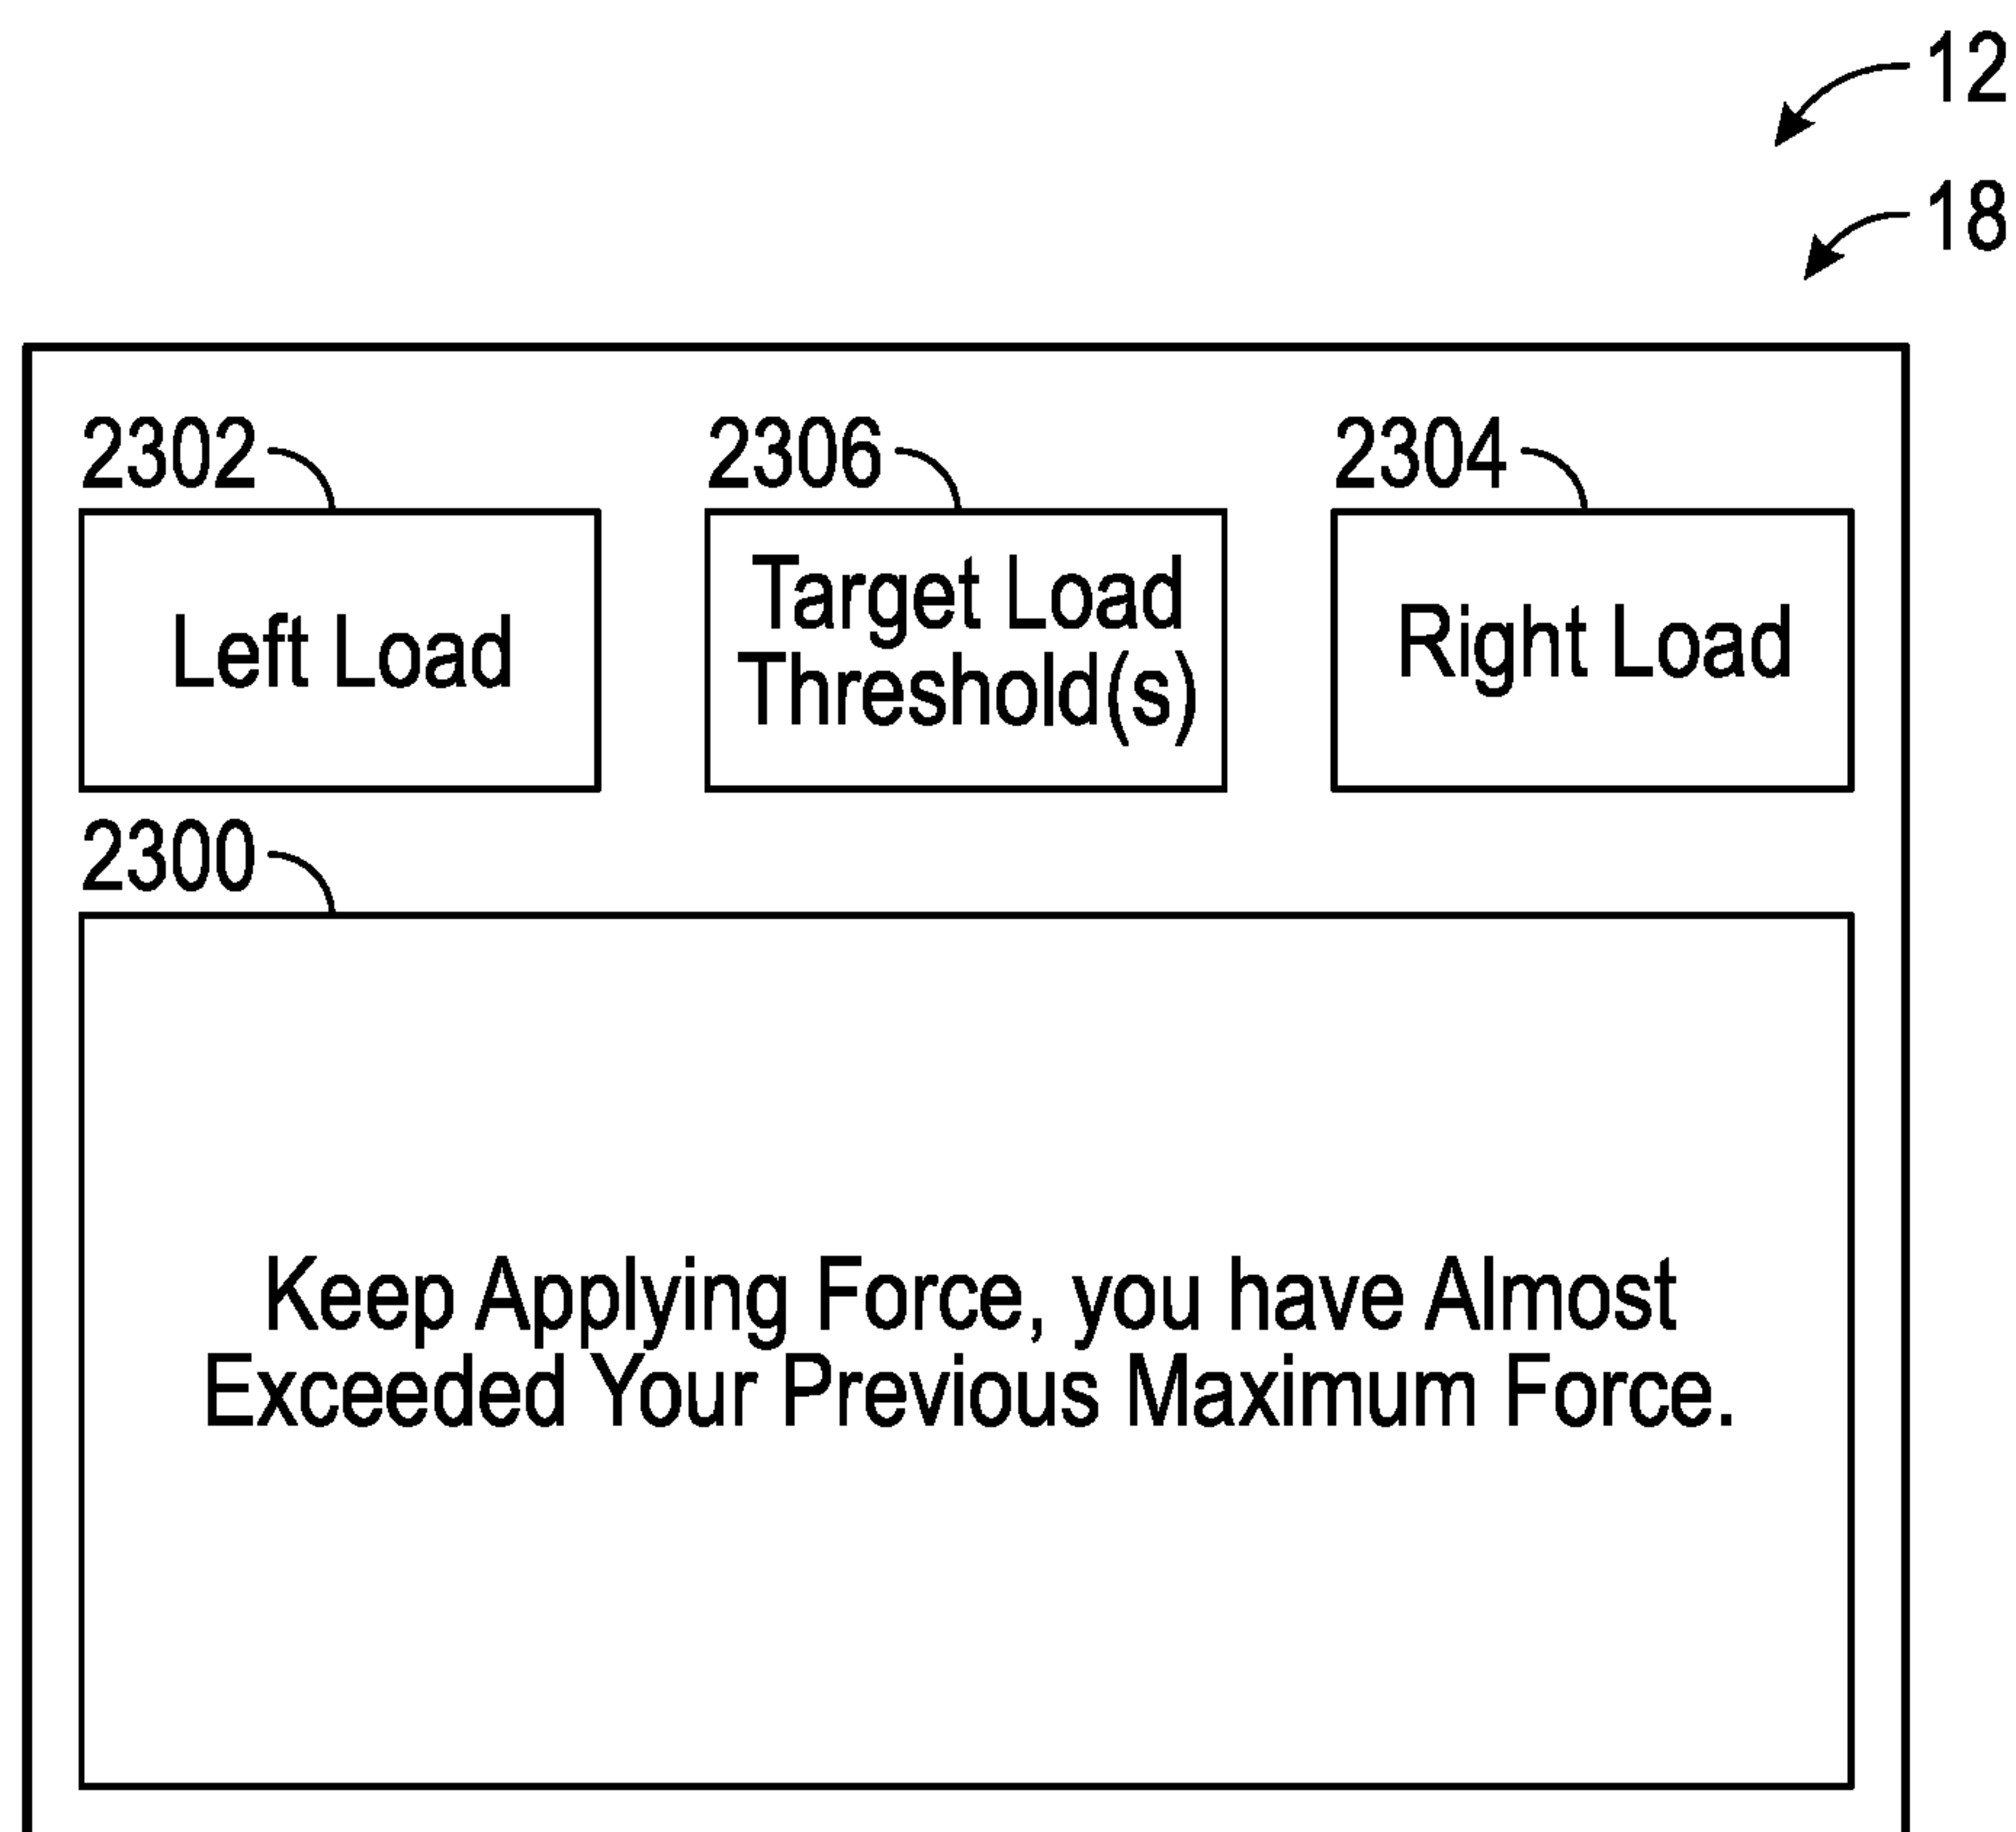 12
18
2302
2306
2304
Left Load
Target Load
Threshold(s)
Right Load
2300
Keep Applying Force, you have Almost
Exceeded Your Previous Maximum Force.